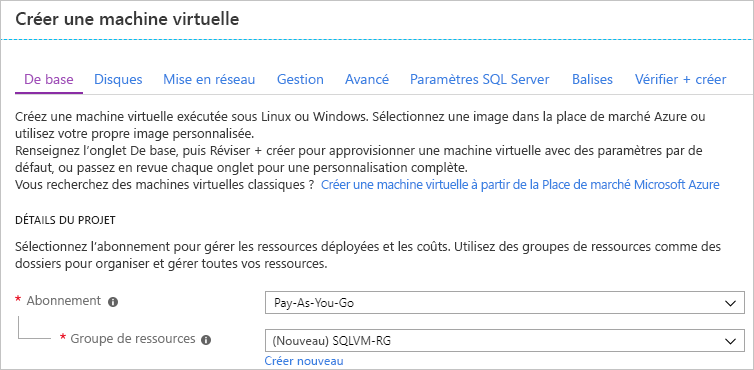 Créer une machine virtuelle
De base Disques Mise en réseau Gestion Avancé Paramètres SQL Server Balises Vérifier + créer
Créez une machine virtuelle exécutée sous Linux ou Windows. Sélectionnez une image dans la place de marché Azure ou
utilisez votre propre image personnalisée.
Renseignez l’onglet De base, puis Réviser + créer pour approvisionner une machine virtuelle avec des paramètres par de
défaut, ou passez en revue chaque onglet pour une personnalisation complète.
Vous recherchez des machines virtuelles classiques ? Créer une machine virtuelle à partir de la Place de marché Microsoft Azure
DÉTAILS DU PROJET
Sélectionnez l’abonnement pour gérer les ressources déployées et les coûts. Utilisez des groupes de ressources comme des
dossiers pour organiser et gérer toutes vos ressources.
* Abonnement Pay-As-You-Go
* Groupe de ressources (Nouveau) SQLVM-RG
Créer nouveau